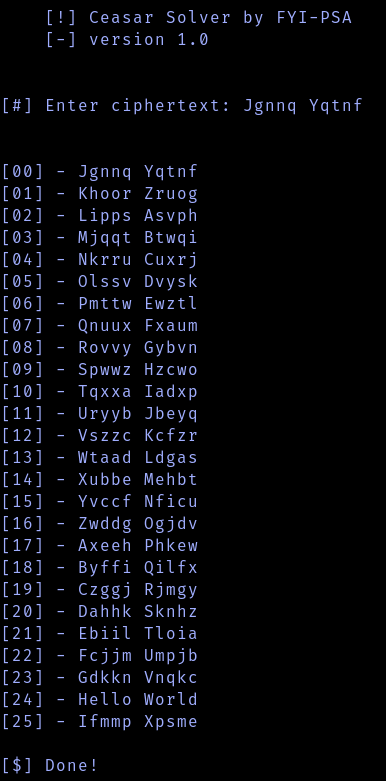 [!] Ceasar Solver by FYI-PSA
[-] version 1.0
[#] Enter ciphertext: Jgnnq Yqtnf
[00] - Jgnnq Yqtnf
[01] - Khoor Zruog
[02] - Lipps Asvph
[03] - Mjqqt Btwqi
[04] - Nkrru Cuxrj
[05] - Olssv Dvysk
[06] - Pmttw Ewztl
[07] - Qnuux Fxaum
[08] - Rovvy Gybvn
[09] - Spwwz Hzcwo
[10] - Tqxxa Iadxp
[11] - Uryyb Jbeyq
[12] - Vszzc Kcfzr
[13] - Wtaad Ldgas
[14] - Xubbe Mehbt
[15] - Yvccf Nficu
[16] - Zwddg Ogjdv
[17] - Axeeh Phkew
[18] - Byffi Qilfx
[19] - Czggj Rjmgy
[20] - Dahhk Sknhz
[21] - Ebiil Tloia
[22] - Fcjjm Umpjb
[23] - Gdkkn Vnqkc
[24] - Hello World
[25] - Ifmmp Xpsme
[$] Done!